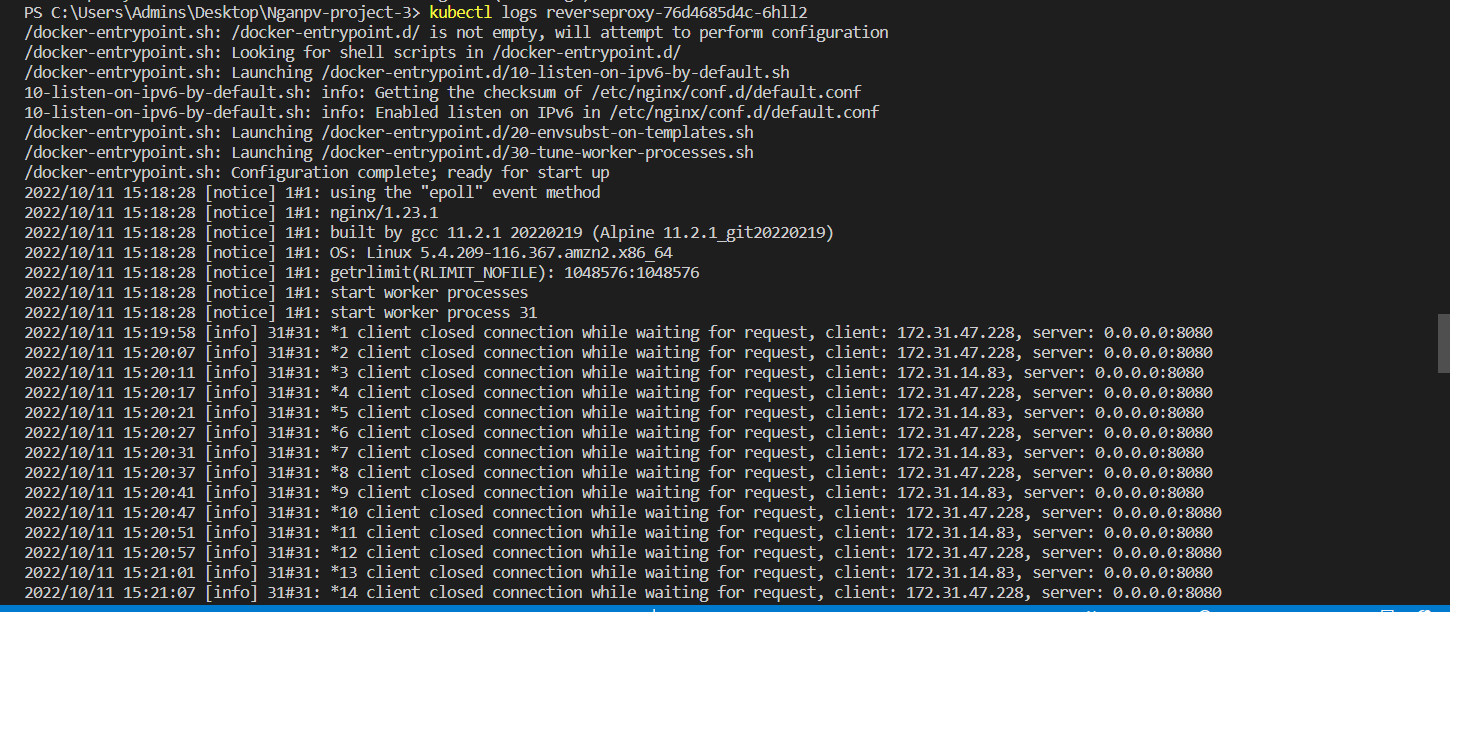 PS C:\Users\Admins\Desktop\Nganpv-project-3> kubectl logs reverseproxy-76d4685d4c-6hll2
/docker-entrypoint.sh: /docker-entrypoint.d/ is not empty, will attempt to perform configuration
/docker-entrypoint.sh: Looking for shell scripts in /docker-entrypoint.d/
/docker-entrypoint.sh: Launching /docker-entrypoint.d/10-listen-on-ipv6-by-default.sh
10-listen-on-ipv6-by-default.sh: info: Getting the checksum of /etc/nginx/conf.d/default.conf
10-listen-on-ipv6-by-default.sh: info: Enabled listen on IPv6 in /etc/nginx/conf.d/default.conf
/docker-entrypoint.sh: Launching /docker-entrypoint.d/20-envsubst-on-templates.sh
/docker-entrypoint.sh: Launching /docker-entrypoint.d/30-tune-worker-processes.sh
/docker-entrypoint.sh: Configuration complete; ready for start up
2022/10/11 15:18:28 [notice] 1#1: using the "epoll" event method
2022/10/11 15:18:28 [notice] 1#1: nginx/1.23.1
2022/10/11 15:18:28 [notice] 1#1: built by gcc 11.2.1 20220219 (Alpine 11.2.1_git20220219)
2022/10/11 15:18:28 [notice] 1#1: OS: Linux 5.4.209-116.367.amzn2.x86_64
2022/10/11 15:18:28 [notice] 1#1: getrlimit(RLIMIT_NOFILE): 1048576:1048576
2022/10/11 15:18:28 [notice] 1#1: start worker processes
2022/10/11 15:18:28 [notice] 1#1: start worker process 31
2022/10/11 15:19:58 [info] 31#31: *1 client closed connection while waiting for request, client: 172.31.47.228, server: 0.0.0.0:8080
2022/10/11 15:20:07 [info] 31#31: *2 client closed connection while waiting for request, client: 172.31.47.228, server: 0.0.0.0:8080
2022/10/11 15:20:11 [info] 31#31: *3 client closed connection while waiting for request, client: 172.31.14.83, server: 0.0.0.0:8080
2022/10/11 15:20:17 [info] 31#31: *4 client closed connection while waiting for request, client: 172.31.47.228, server: 0.0.0.0:8080
2022/10/11 15:20:21 [info] 31#31: *5 client closed connection while waiting for request, client: 172.31.14.83, server: 0.0.0.0:8080
2022/10/11 15:20:27 [info] 31#31: *6 client closed connection while waiting for request, client: 172.31.47.228, server: 0.0.0.0:8080
2022/10/11 15:20:31 [info] 31#31: *7 client closed connection while waiting for request, client: 172.31.14.83, server: 0.0.0.0:8080
2022/10/11 15:20:37 [info] 31#31: *8 client closed connection while waiting for request, client: 172.31.47.228, server: 0.0.0.0:8080
2022/10/11 15:20:41 [info] 31#31: *9 client closed connection while waiting for request, client: 172.31.14.83, server: 0.0.0.0:8080
2022/10/11 15:20:47 [info] 31#31: *10 client closed connection while waiting for request, client: 172.31.47.228, server: 0.0.0.0:8080
2022/10/11 15:20:51 [info] 31#31: *11 client closed connection while waiting for request, client: 172.31.14.83, server: 0.0.0.0:8080
2022/10/11 15:20:57 [info] 31#31: *12 client closed connection while waiting for request, client: 172.31.47.228, server: 0.0.0.0:8080
2022/10/11 15:21:01 [info] 31#31: *13 client closed connection while waiting for request, client: 172.31.14.83, server: 0.0.0.0:8080
2022/10/11 15:21:07 [info] 31#31: *14 client closed connection while waiting for request, client: 172.31.47.228, server: 0.0.0.0:8080